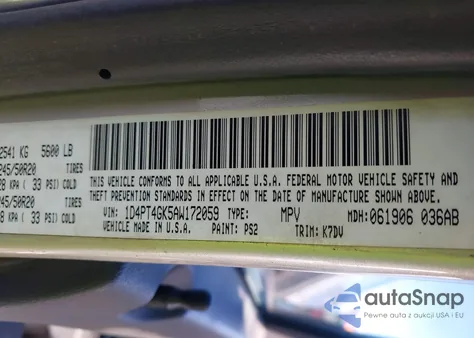 2541 KG 5600 LB
245/50R20 TIRES
28 KPA ( 33 PSI) COLD
245/50R20 TIRES
8 KPA ( 33 PSI) COLD
THIS VEHICLE CONFORMS TO ALL APPLICABLE U.S.A. FEDERAL MOTOR VEHICLE SAFETY AND
THEFT PREVENTION STANDARDS IN EFFECT ON THE DATE OF MANUFACTURE SHOWN ABOVE.
VIN: 1D4PT4GK5AW172059 TYPE: MPV MDH: 061906 036AB
MADE IN U.S.A. PAINT: PS2 TRIM: K7DV
autoSnap
Pewne auta z aukcji USA i EU